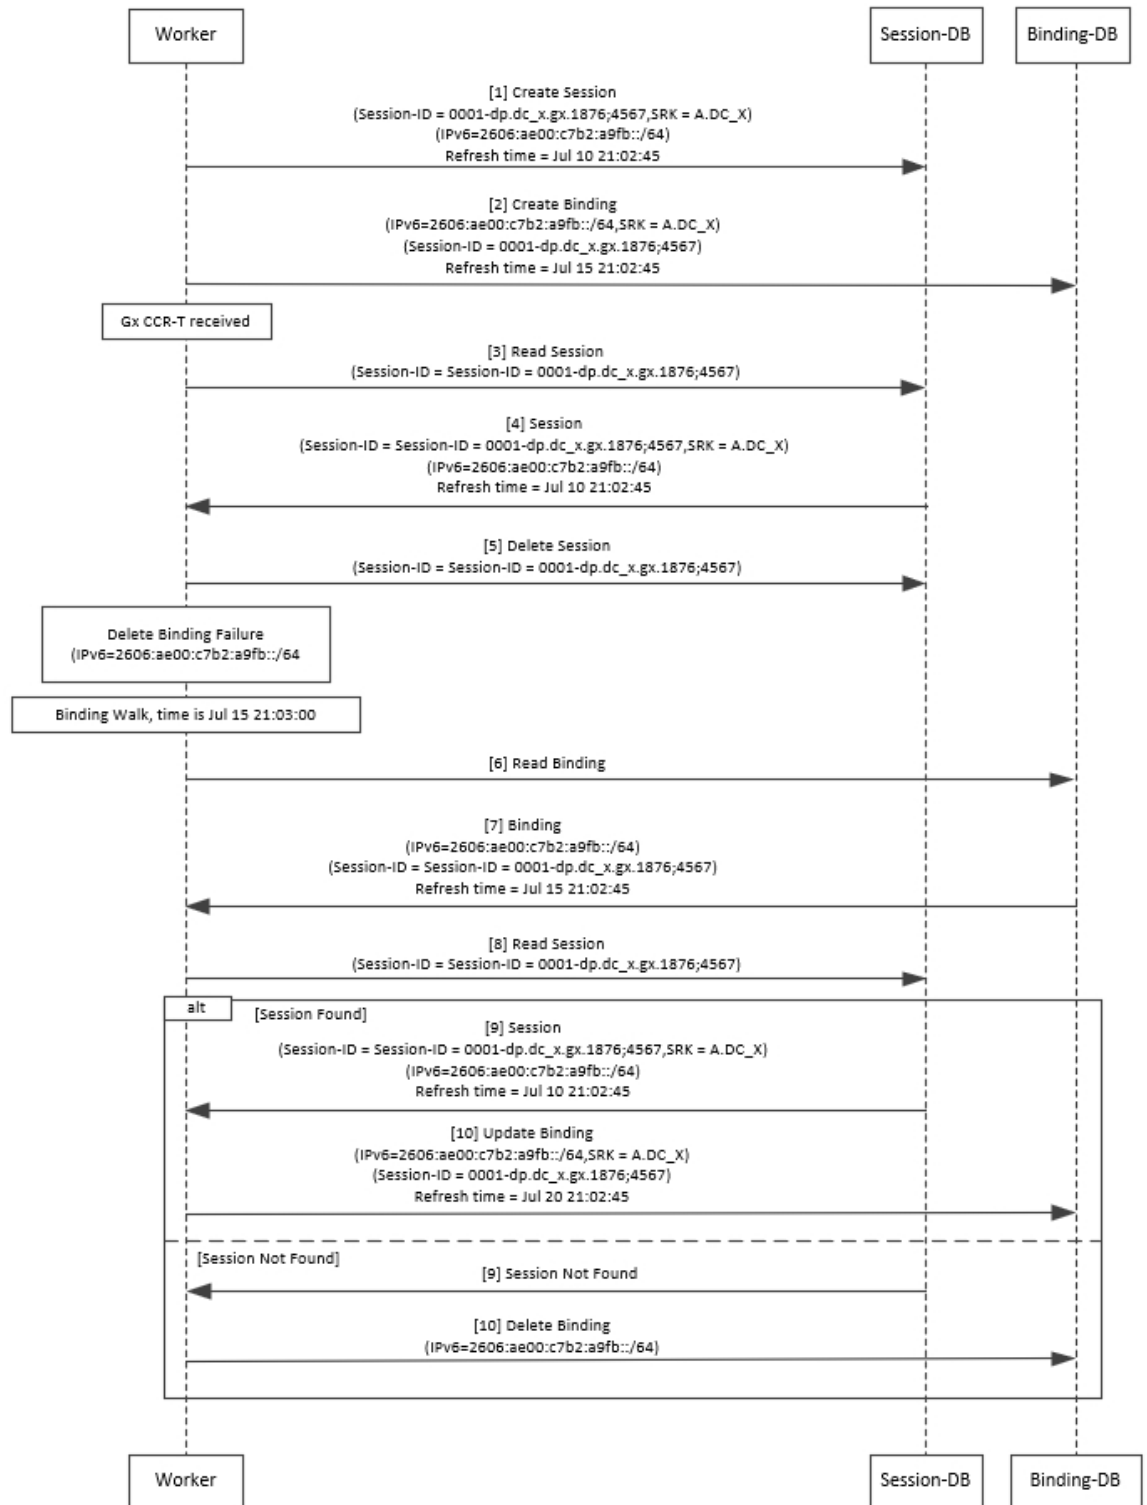 Worker
Session-DB
Binding-DB
[1] Create Session
(Session-ID = 0001-dp.dc_x.gx.1876;4567,SRK = A.DC_X)
(IPv6=2606:ae00:c7b2:a9fb::/64)
Refresh time = Jul 10 21:02:45
[2] Create Binding
(IPv6=2606:ae00:c7b2:a9fb::/64,SRK = A.DC_X)
(Session-ID = 0001-dp.dc_x.gx.1876;4567)
Refresh time = Jul 15 21:02:45
Gx CCR-T received
[3] Read Session
(Session-ID = Session-ID = 0001-dp.dc_x.gx.1876;4567)
[4] Session
(Session-ID = Session-ID = 0001-dp.dc_x.gx.1876;4567,SRK = A.DC_X)
(IPv6=2606:ae00:c7b2:a9fb::/64)
Refresh time = Jul 10 21:02:45
[5] Delete Session
(Session-ID = Session-ID = 0001-dp.dc_x.gx.1876;4567)
Delete Binding Failure
(IPv6=2606:ae00:c7b2:a9fb::/64
Binding Walk, time is Jul 15 21:03:00
[6] Read Binding
[7] Binding
(IPv6=2606:ae00:c7b2:a9fb::/64)
(Session-ID = Session-ID = 0001-dp.dc_x.gx.1876;4567)
Refresh time = Jul 15 21:02:45
[8] Read Session
(Session-ID = Session-ID = 0001-dp.dc_x.gx.1876;4567)
alt
[Session Found]
[9] Session
(Session-ID = Session-ID = 0001-dp.dc_x.gx.1876;4567,SRK = A.DC_X)
(IPv6=2606:ae00:c7b2:a9fb::/64)
Refresh time = Jul 10 21:02:45
[10] Update Binding
(IPv6=2606:ae00:c7b2:a9fb::/64,SRK = A.DC_X)
(Session-ID = 0001-dp.dc_x.gx.1876;4567)
Refresh time = Jul 20 21:02:45
[Session Not Found]
[9] Session Not Found
[10] Delete Binding
(IPv6=2606:ae00:c7b2:a9fb::/64)
Worker
Session-DB
Binding-DB